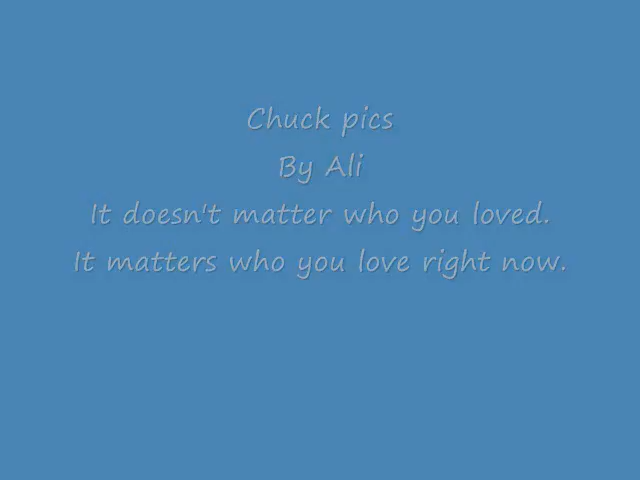 Chuck pics
By Ali
It doesn't matter who you loved.
It matters who you love right now.